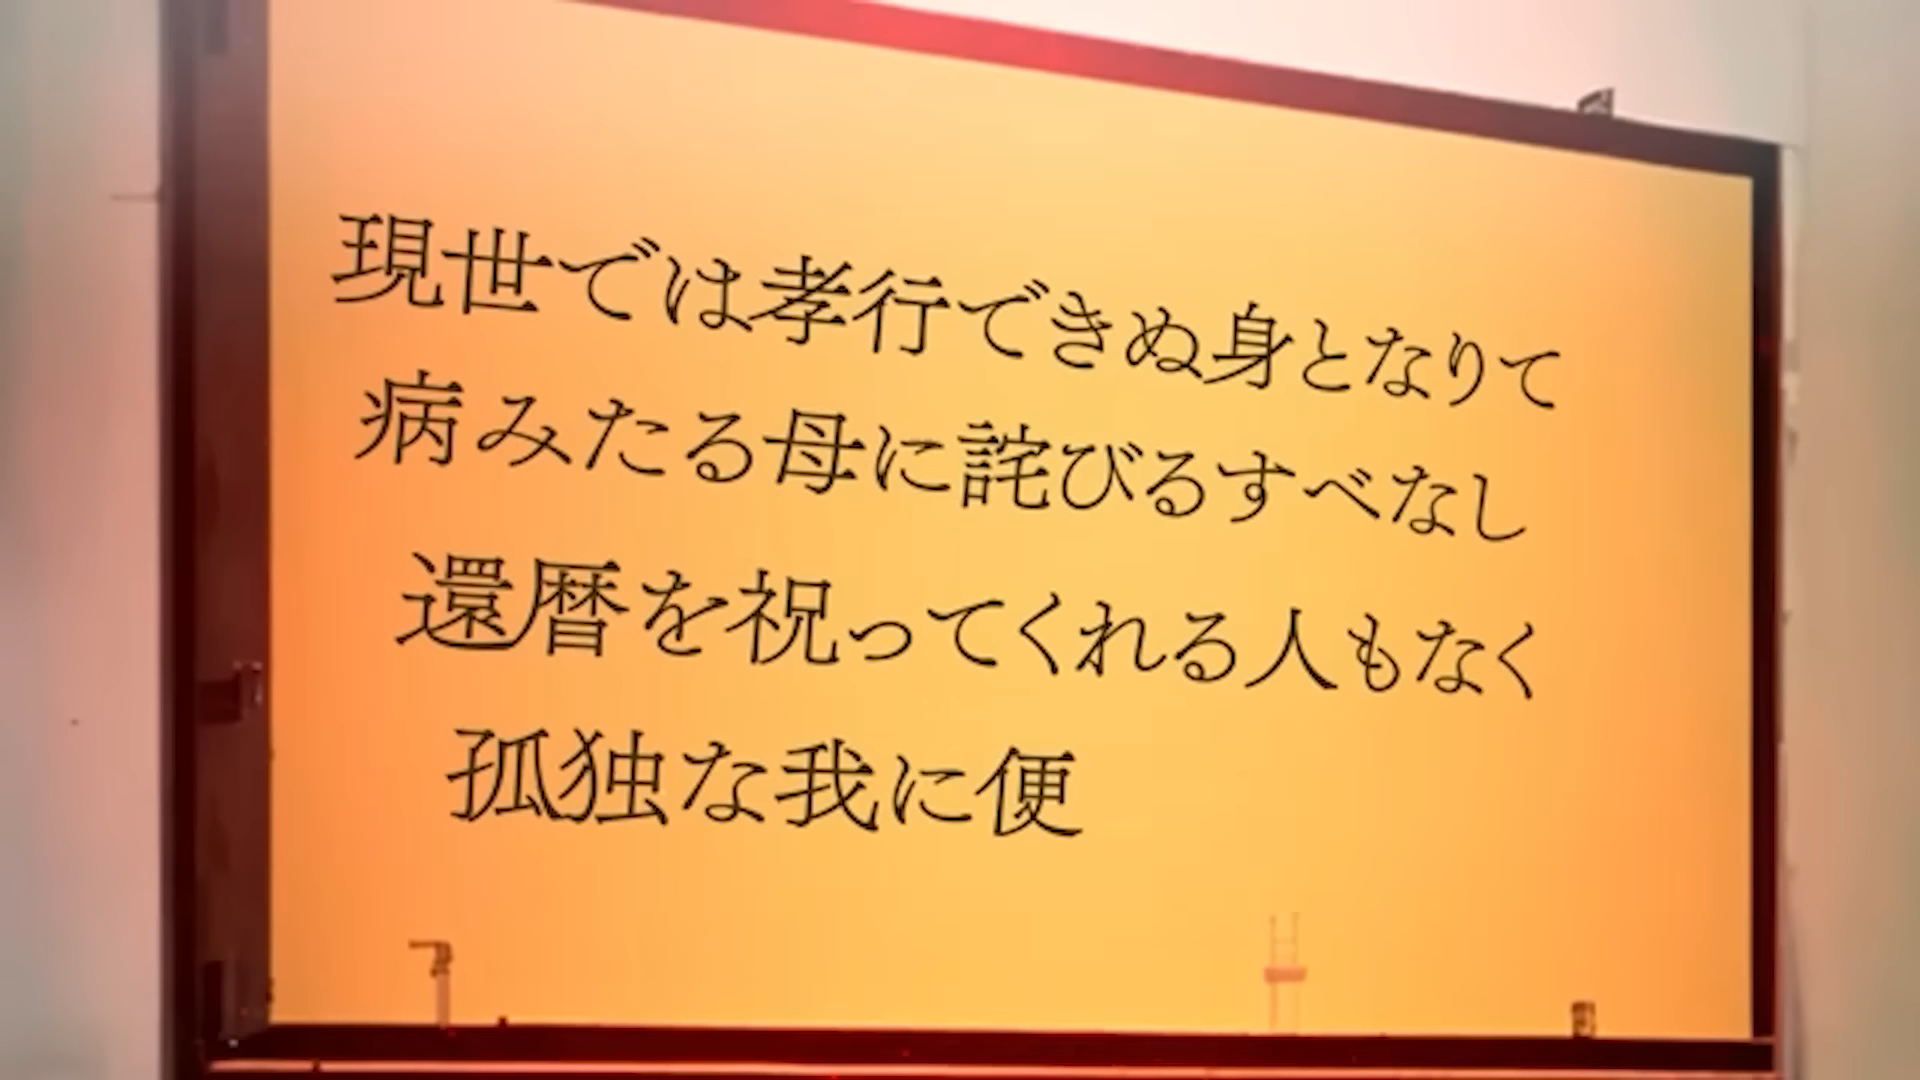 現世では孝行できぬ身となりて
病みたる母に詫びるすべなし
還暦を祝ってくれる人もなく
孤独な我に便